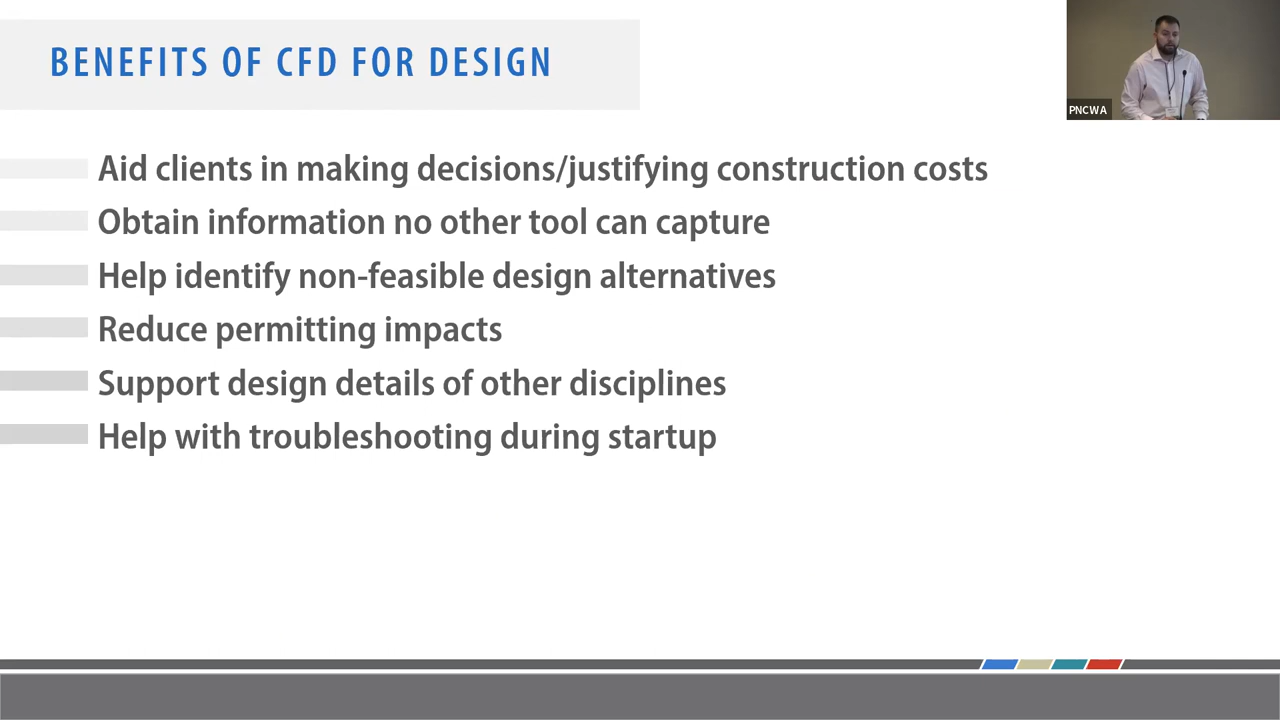 BENEFITS OF CFD FOR DESIGN
PNCWA
Aid clients in making decisions/justifying construction costs
Obtain information no other tool can capture
Help identify non-feasible design alternatives
Reduce permitting impacts
Support design details of other disciplines
Help with troubleshooting during startup